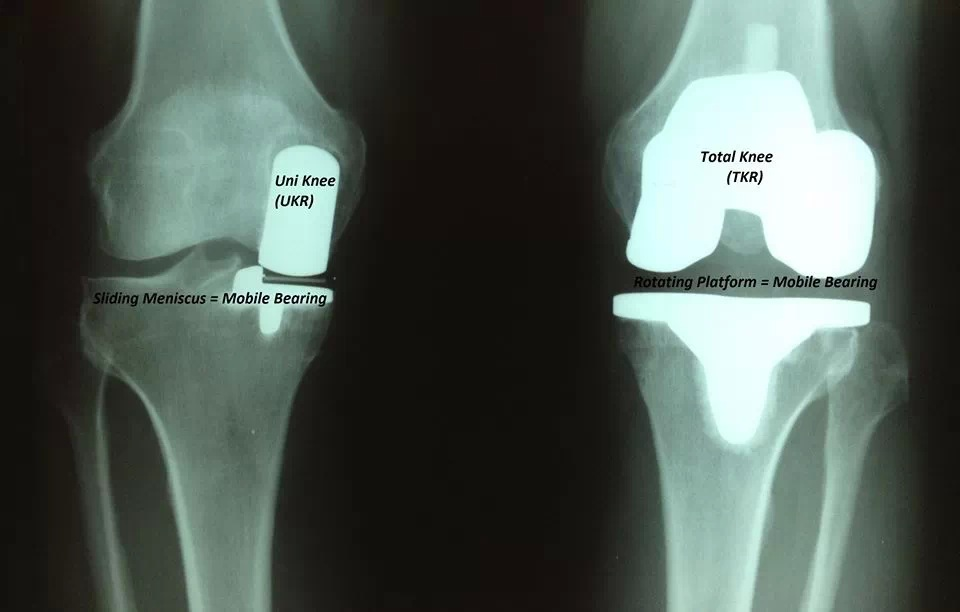 Uni Knee
(UKR)
Sliding Meniscus = Mobile Bearing
Total Knee
(TKR)
Rotating Platform = Mobile Bearing